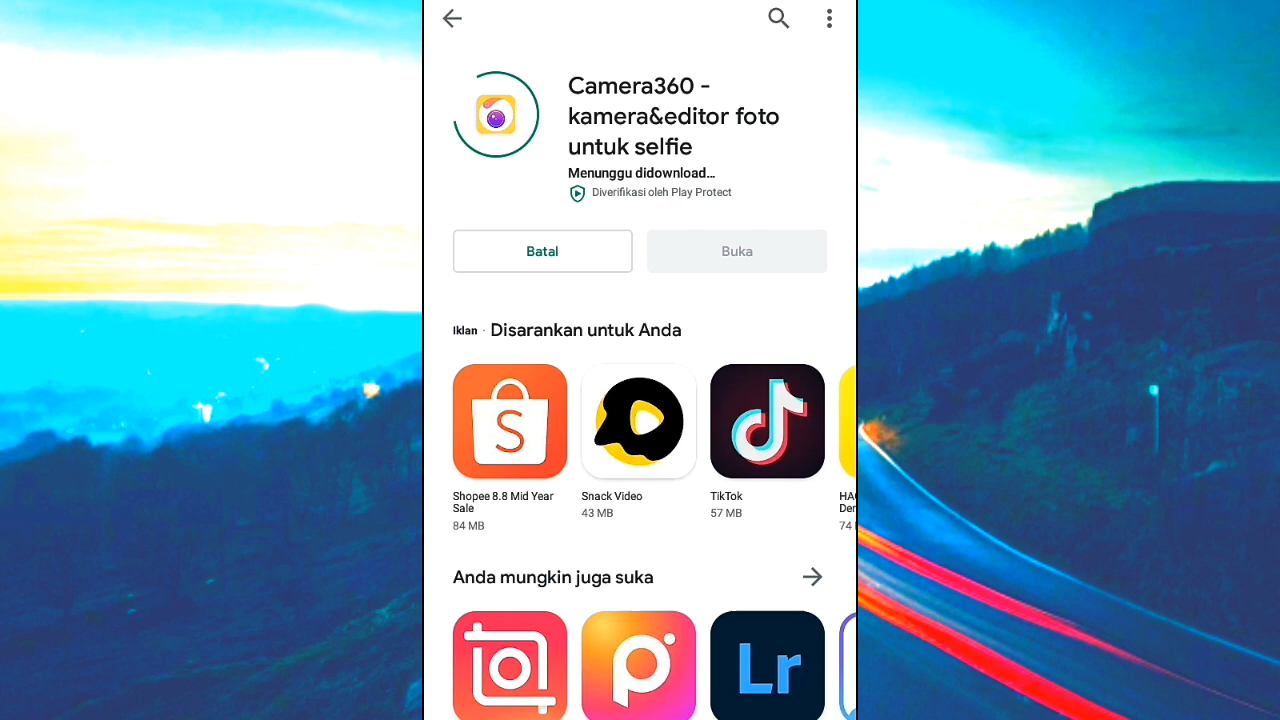 Camera360 -
kamera&editor foto
untuk selfie
Menunggu didownload...
Diverifikasi oleh Play Protect
Batal
Buka
Iklan · Disarankan untuk Anda
S
Shopee 8.8 Mid Year
Sale
84 MB
Snack Video
43 MB
TikTok
57 MB
74
Anda mungkin juga suka
Lr